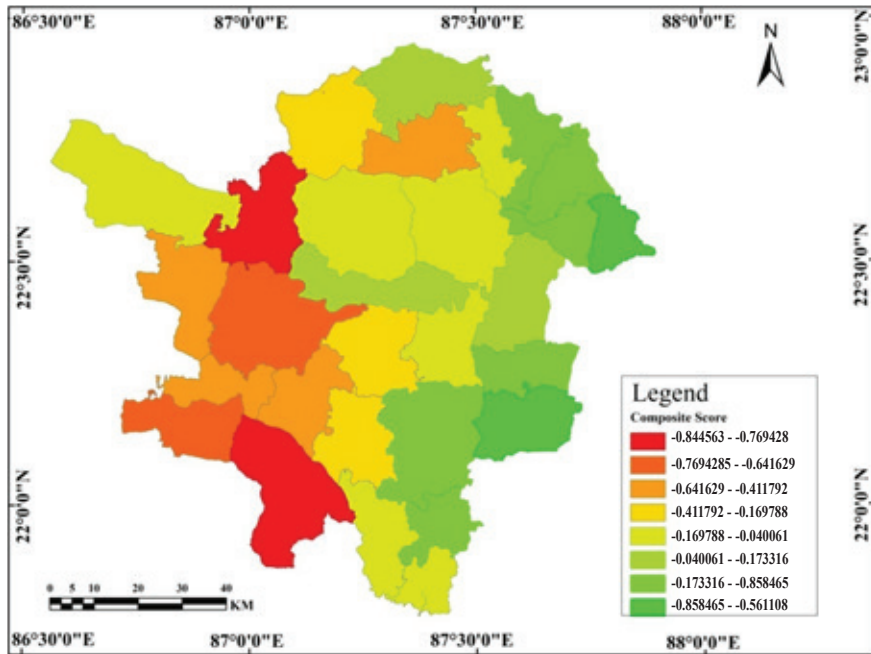 86°30'0"E 87°0'0"E 87°30'0"E 88°0'0"E
N
23°0'0"N
22°30'0"N 22°30'0"N
22°0'0"N 22°0'0"N
Legend
Composite Score
-0.844563 - -0.769428
-0.7694285 - -0.641629
-0.641629 - -0.411792
-0.411792 - -0.169788
-0.169788 - -0.040061
-0.040061 - -0.173316
-0.173316 - -0.858465
-0.858465 - -0.561108
0 5 10 20 30 40
KM
86°30'0"E 87°0'0"E 87°30'0"E 88°0'0"E